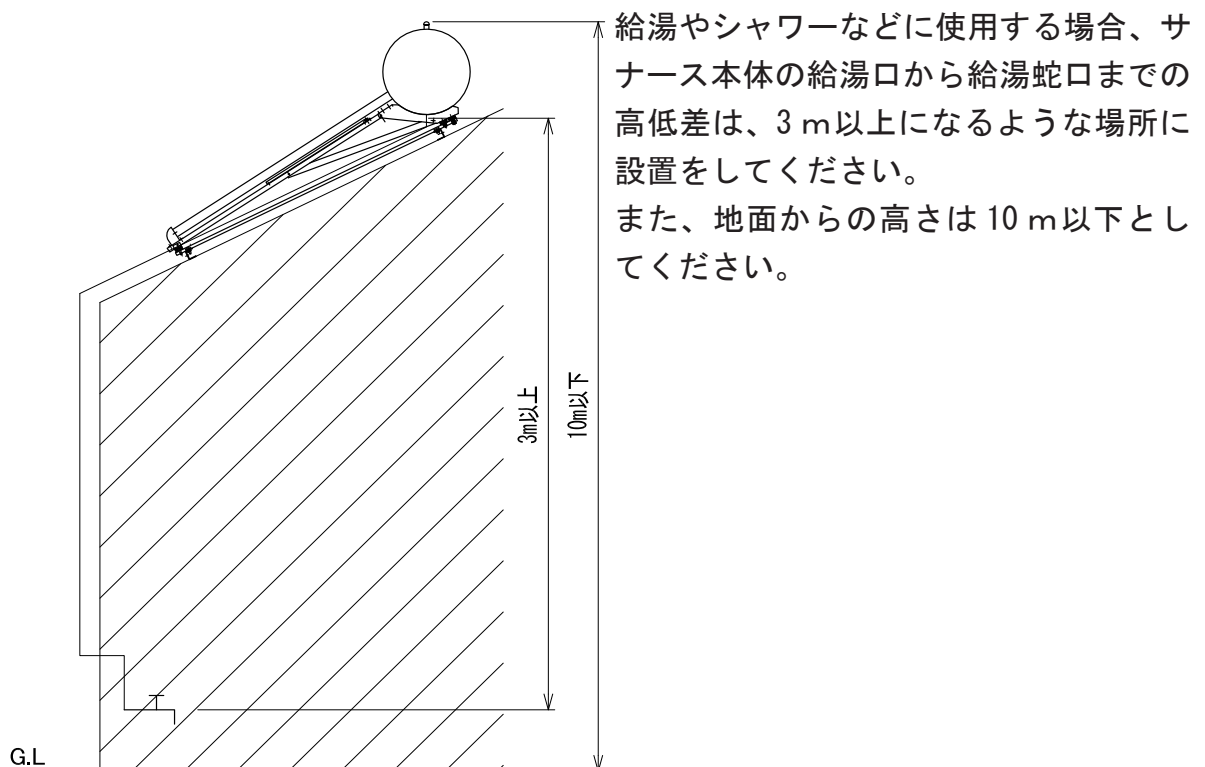 給湯やシャワーなどに使用する場合、サ
ナース本体の給湯口から給湯蛇口までの
高低差は、3 m以上になるような場所に
設置をしてください。
また、地面からの高さは 10 m以下とし
てください。
3m以上
10m以下
G.L